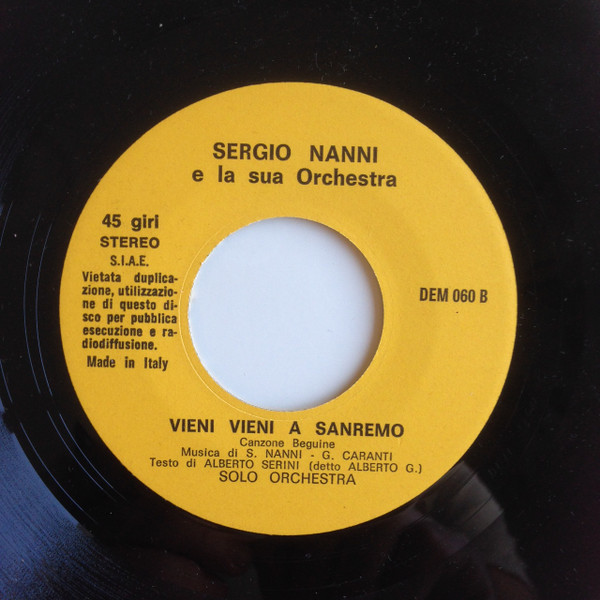 SERGIO NANNI
e la sua Orchestra
45 giri
STEREO
S.I.A.E.
Vietata duplica-
zione, utilizzazio-
ne di questo di-
sco per pubblica
esecuzione e ra-
diodiffusione.
Made in Italy
DEM 060 B
VIENI VIENI A SANREMO
Canzone Beguine
Musica di S. NANNI - G. CARANTI
Testo di ALBERTO SERINI (detto ALBERTO G.)
SOLO ORCHESTRA